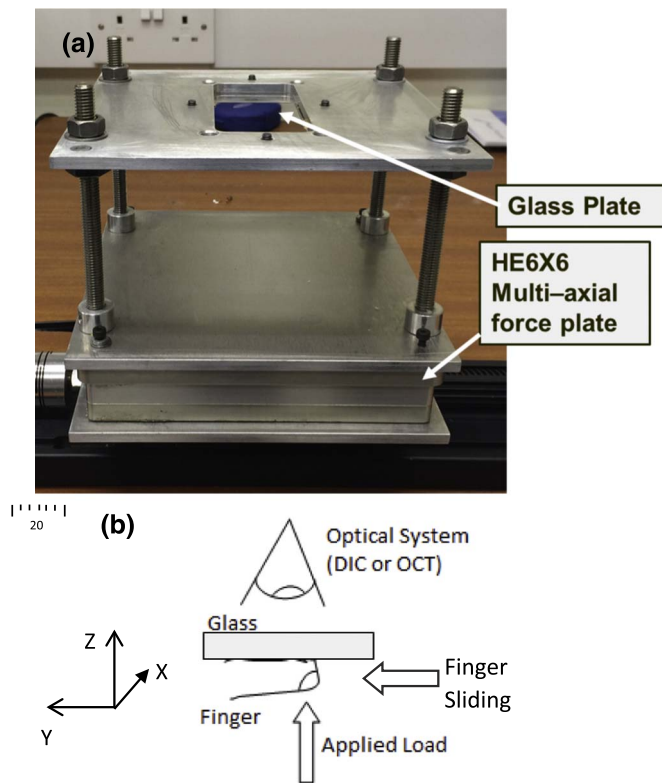 (a)
Glass Plate
HE6X6
Multi–axial
force plate
20
(b)
Optical System
(DIC or OCT)
Glass
Z
X
Y
Finger
Finger
Sliding
Applied Load